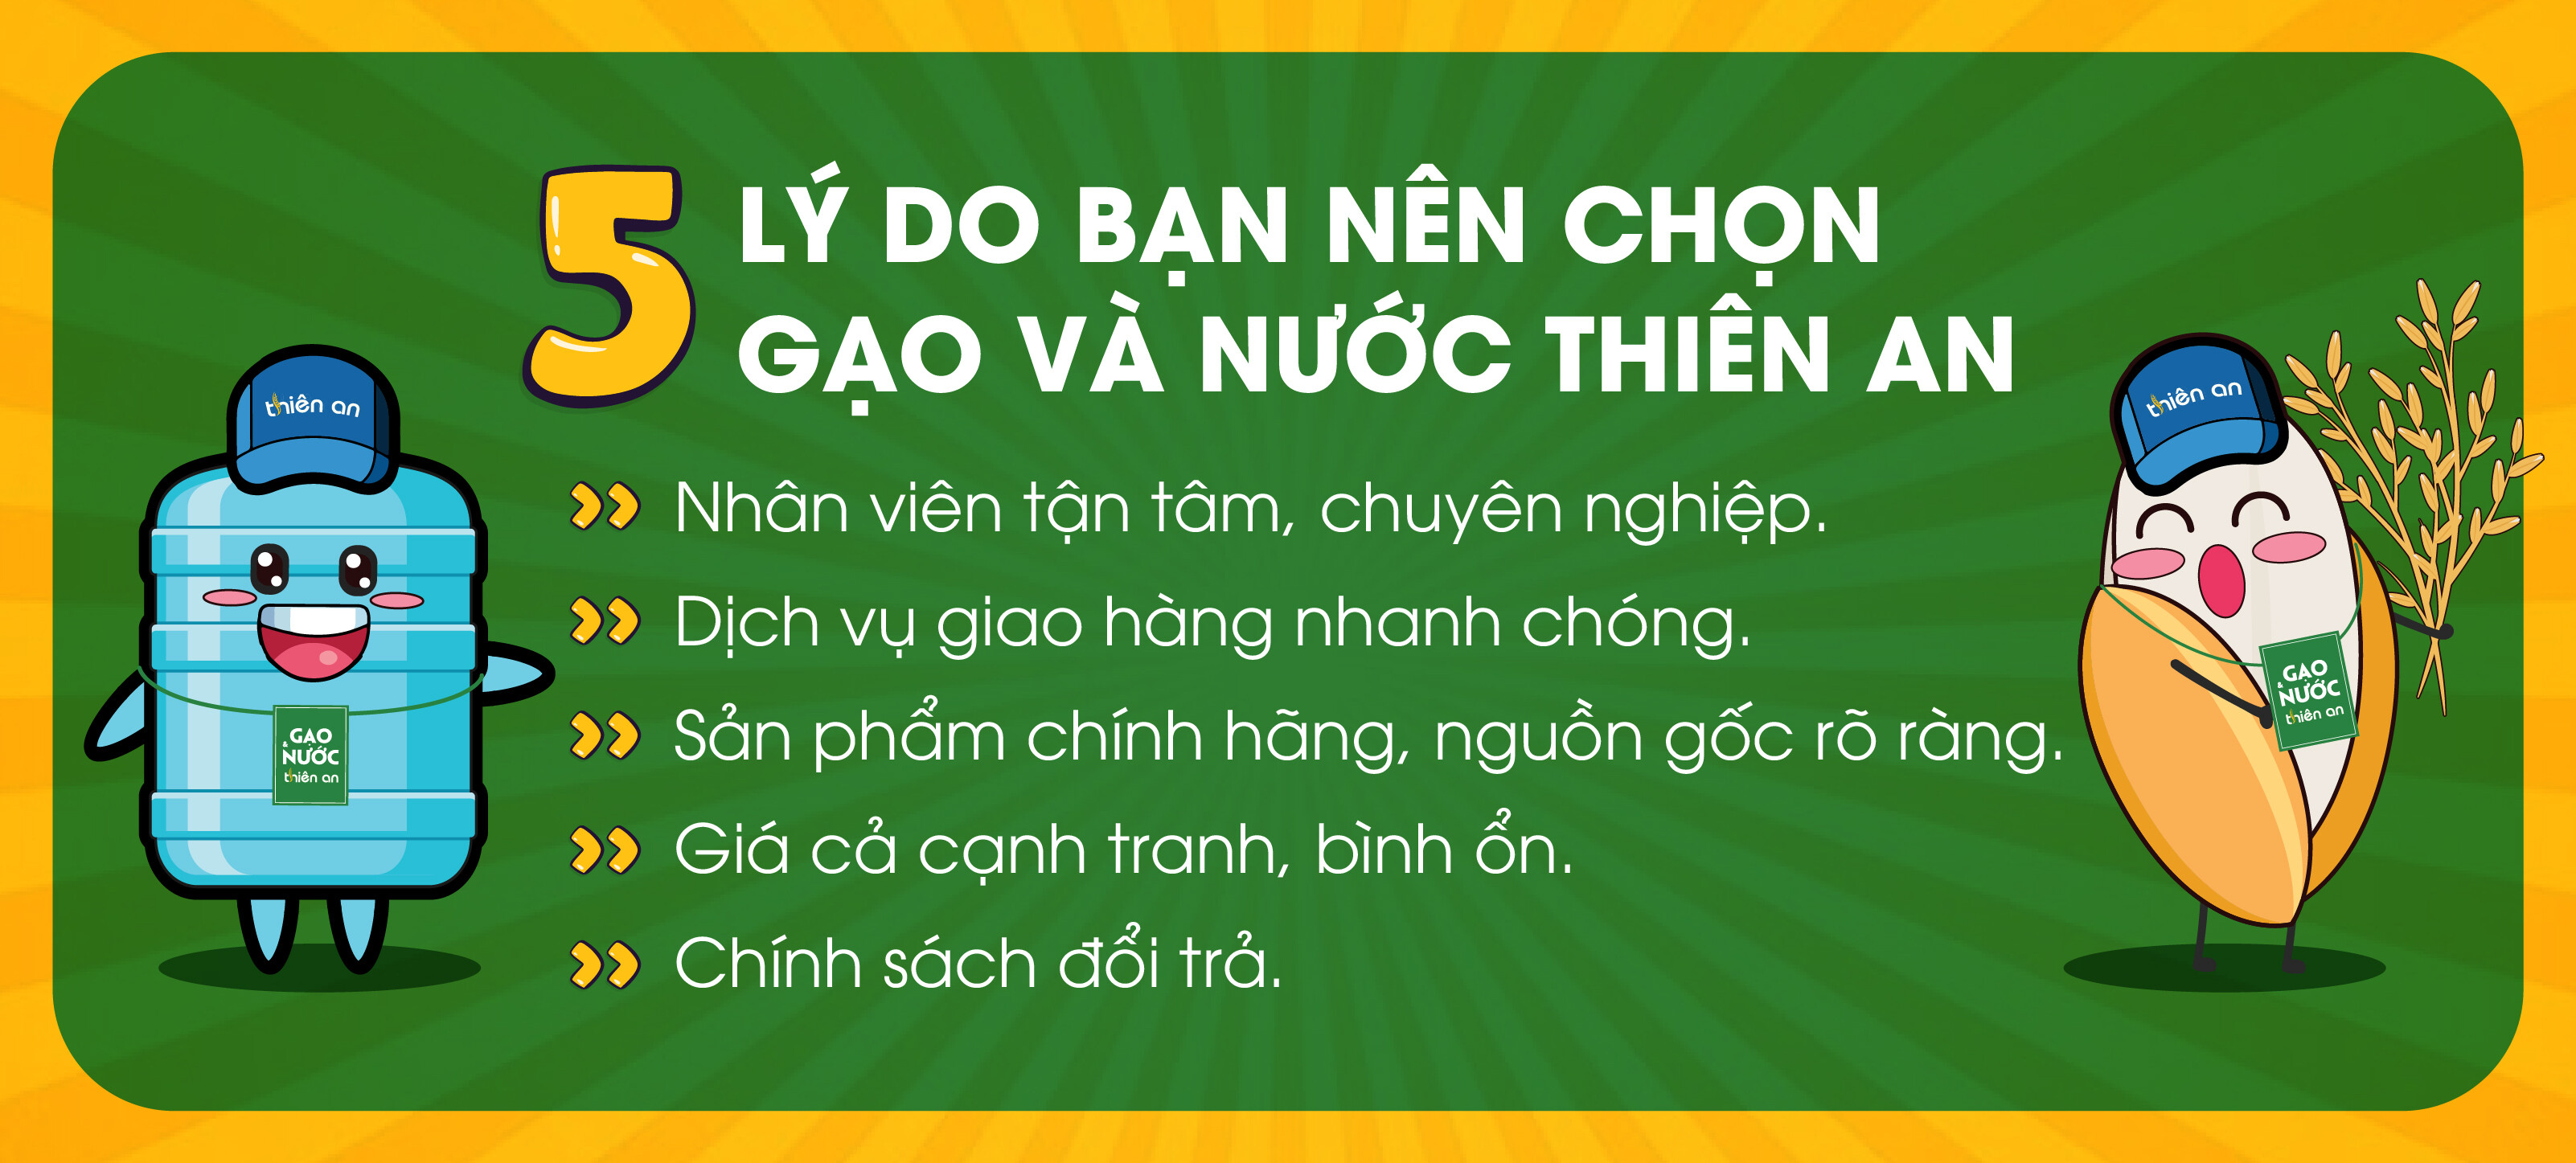 5 LÝ DO BẠN NÊN CHỌN
GẠO VÀ NƯỚC THIÊN AN
thiên an
thiên an
Nhân viên tận tâm, chuyên nghiệp.
Dịch vụ giao hàng nhanh chóng.
Sản phẩm chính hãng, nguồn gốc rõ ràng.
Giá cả cạnh tranh, bình ổn.
Chính sách đổi trả.
GẠO
& NƯỚC
thiên an
GẠO
& NƯỚC
thiên an